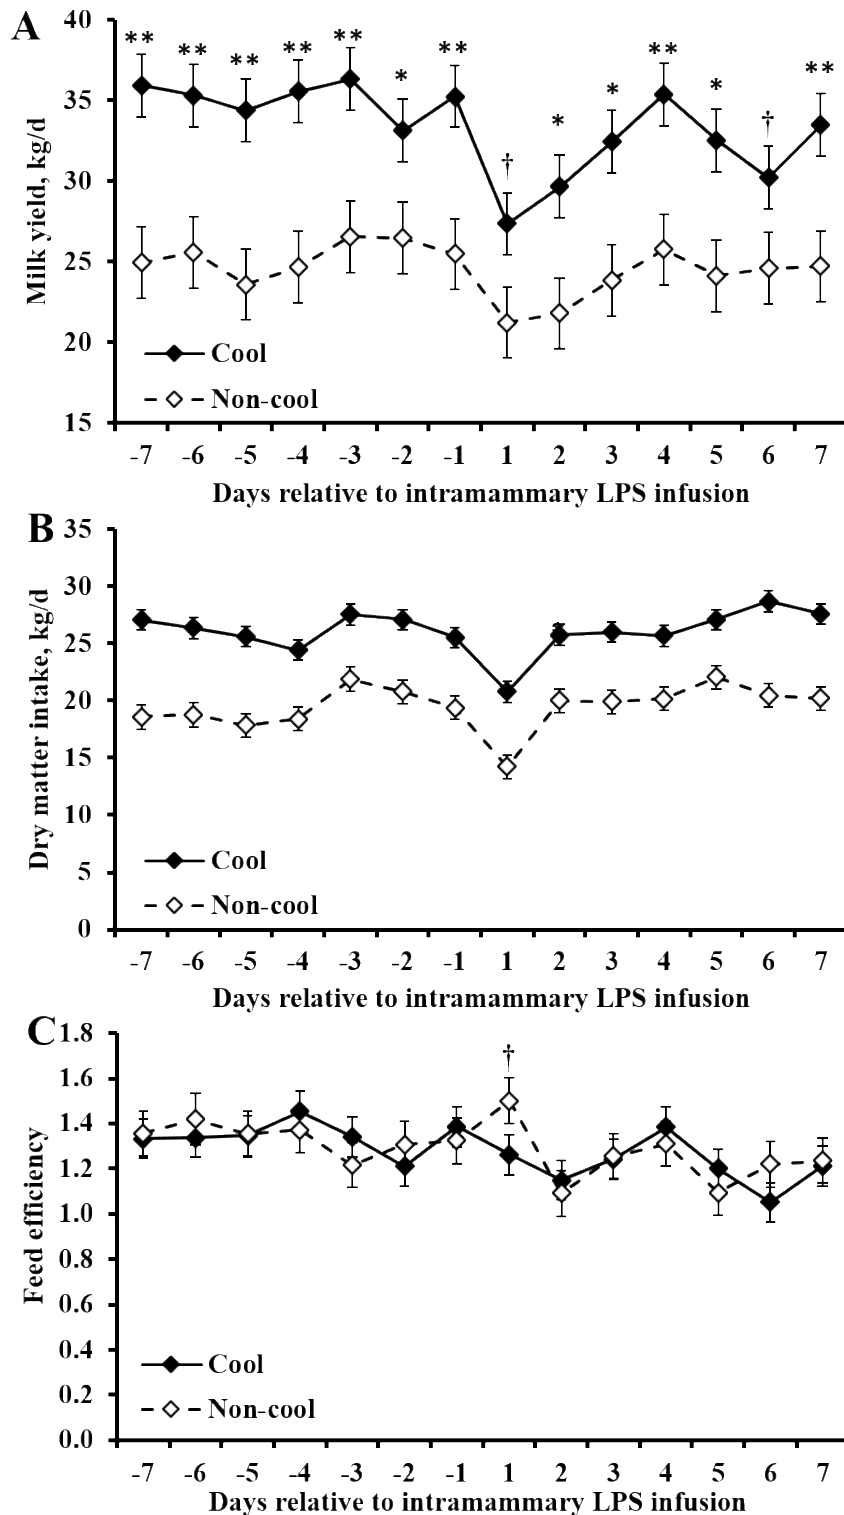 A
Milk yield, kg/d
40
35
30
25
20
15
** ** ** ** ** * ** † * * ** * † **
Cool
Non-cool
-7 -6 -5 -4 -3 -2 -1 1 2 3 4 5 6 7
Days relative to intramammary LPS infusion
B
Dry matter intake, kg/d
35
30
25
20
15
10
5
0
Cool
Non-cool
-7 -6 -5 -4 -3 -2 -1 1 2 3 4 5 6 7
Days relative to intramammary LPS infusion
C
Feed efficiency
1.8
1.6
1.4
1.2
1.0
0.8
0.6
0.4
0.2
0.0
†
Cool
Non-cool
-7 -6 -5 -4 -3 -2 -1 1 2 3 4 5 6 7
Days relative to intramammary LPS infusion